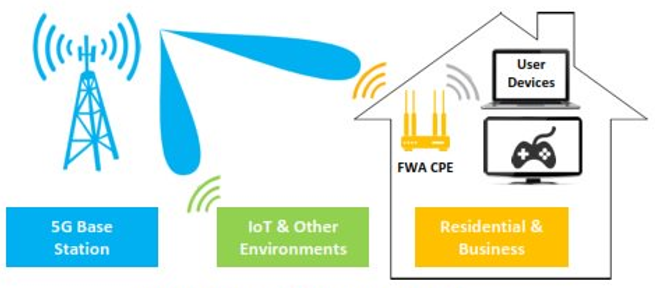 User
Devices
FWA CPE
5G Base
Station
IoT & Other
Environments
Residential &
Business